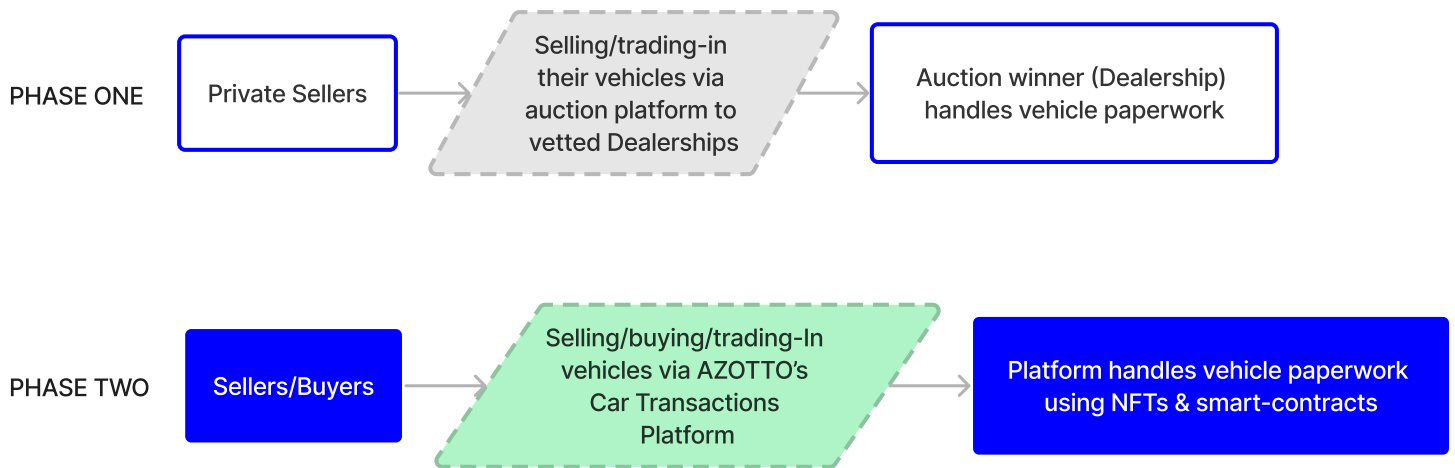 PHASE ONE
Private Sellers
Selling/trading-in
their vehicles via
auction platform to
vetted Dealerships
Auction winner (Dealership)
handles vehicle paperwork
PHASE TWO
Sellers/Buyers
Selling/buying/trading-In
vehicles via AZOTTO’s
Car Transactions
Platform
Platform handles vehicle paperwork
using NFTs & smart-contracts